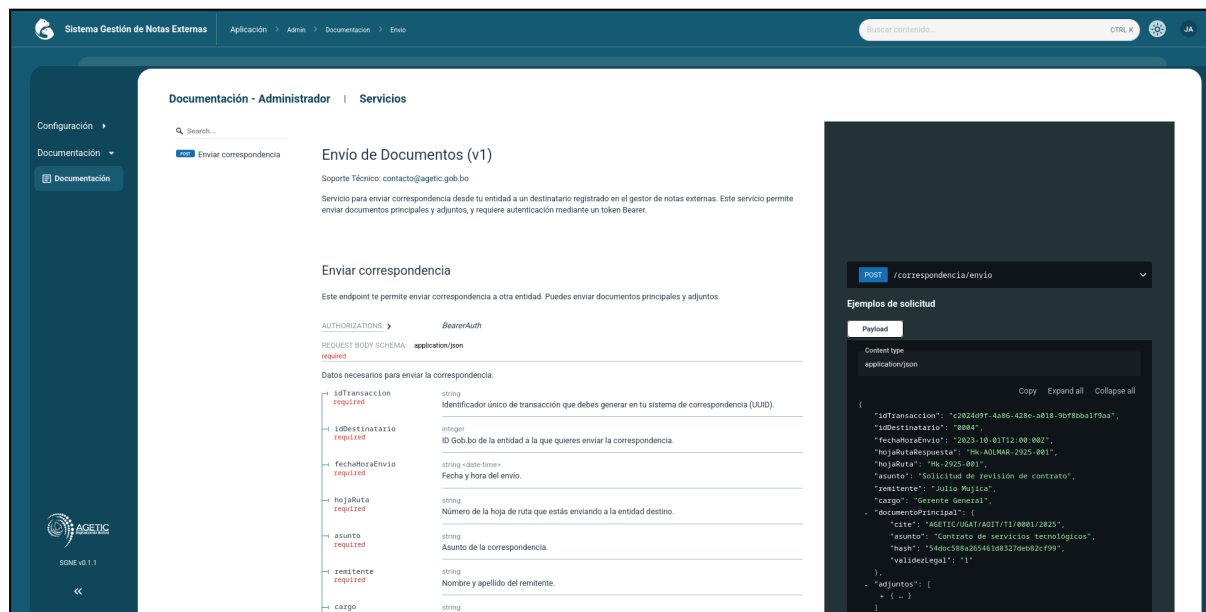 Sistema Gestión de Notas Externas
Aplicación > Admin > Documentacion > Envio
Buscar contenido...
CTRL K
JA
Configuración
Documentación
Documentación
AGETIC
SGNE v0.1.1
Documentación - Administrador | Servicios
Search...
POST Enviar correspondencia
Envío de Documentos (v1)
Soporte Técnico: contacto@agetic.gob.bo
Servicio para enviar correspondencia desde tu entidad a un destinatario registrado en el gestor de notas externas. Este servicio permite
enviar documentos principales y adjuntos, y requiere autenticación mediante un token Bearer.
Enviar correspondencia
Este endpoint te permite enviar correspondencia a otra entidad. Puedes enviar documentos principales y adjuntos.
AUTHORIZATIONS: > BearerAuth
REQUEST BODY SCHEMA: application/json
required
Datos necesarios para enviar la correspondencia.
idTransaccion string
required Identificador único de transacción que debes generar en tu sistema de correspondencia (UUID).
idDestinatario integer
required ID Gob.bo de la entidad a la que quieres enviar la correspondencia.
fechaHoraEnvio string <date-time>
required Fecha y hora del envío.
hojaRuta string
required Número de la hoja de ruta que estás enviando a la entidad destino.
asunto string
required Asunto de la correspondencia.
remitente string
required Nombre y apellido del remitente.
cargo string
POST /correspondencia/envio
Ejemplos de solicitud
Payload
Content type
application/json
Copy Expand all Collapse all
{
"idTransaccion": "c2024d9f-4a86-428e-a018-9bf8bba1f9aa",
"idDestinatario": "0004",
"fechaHoraEnvio": "2023-10-01T12:00:00Z",
"hojaRutaRespuesta": "Hk-AOLMAR-2925-001",
"hojaRuta": "Hk-2925-001",
"asunto": "Solicitud de revisión de contrato",
"remitente": "Julio Mujica",
"cargo": "Gerente General",
- "documentoPrincipal": {
"cite": "AGETIC/UGAT/AOIT/TI/0001/2025",
"asunto": "Contrato de servicios tecnológicos",
"hash": "54doc588a265461d8327deb82cf99",
"validezLegal": "1"
},
- "adjuntos": [
+ { … }
]